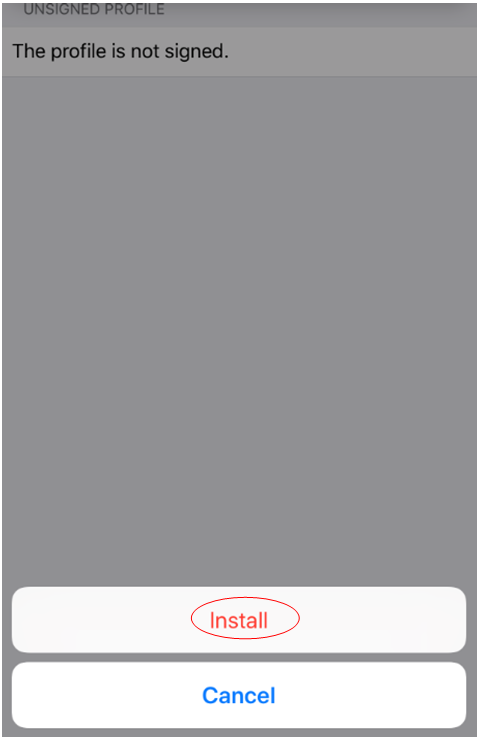 UNSIGNED PROFILE
The profile is not signed.
Install
Cancel